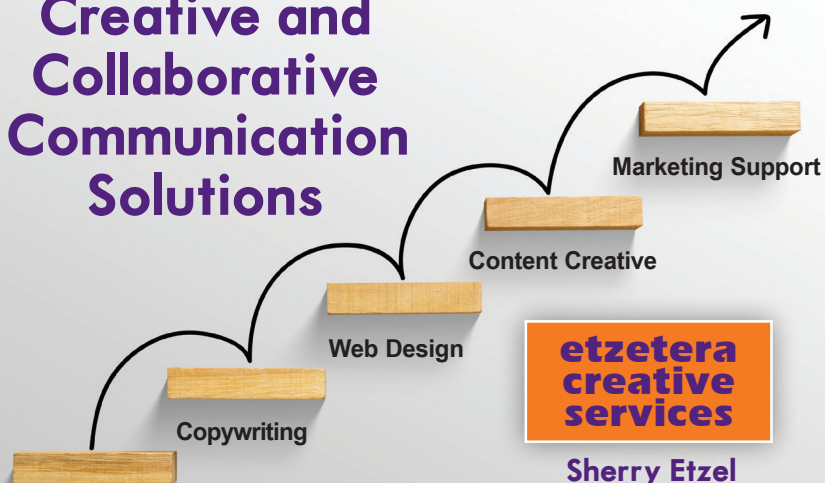 Creative and
Collaborative
Communication
Solutions
Marketing Support
Content Creative
Web Design
Copywriting
etzetera
creative
services
Sherry Etzel